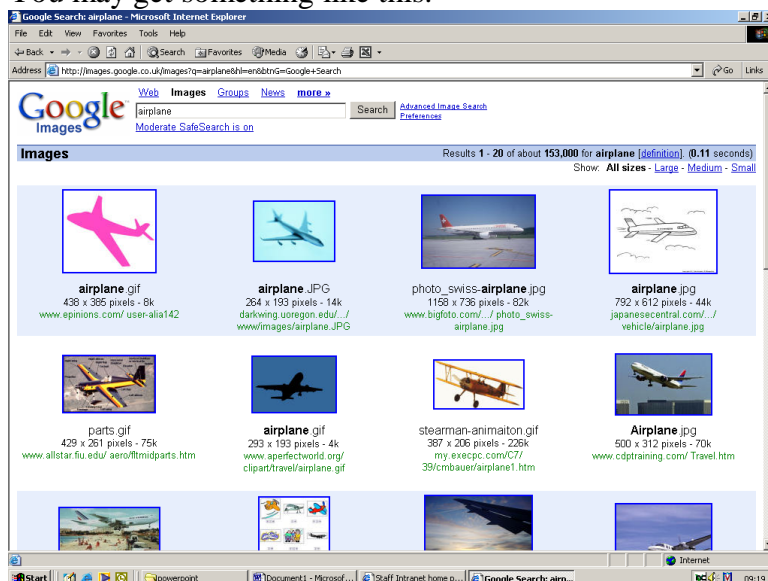 You may get something like this:
Google Search: airplane - Microsoft Internet Explorer
File Edit View Favorites Tools Help
Back Search Favorites Media
Address http://images.google.co.uk/images?q=airplane&hl=en&btnG=Google+Search Go Links
Web Images Groups News more »
Google Images
airplane Search Advanced Image Search
Preferences
Moderate SafeSearch is on
Images Results 1 - 20 of about 153,000 for airplane [definition]. (0.11 seconds)
Show: All sizes - Large - Medium - Small
airplane.gif
438 x 385 pixels - 8k
www.epinions.com/ user-alia142
airplane.JPG
264 x 193 pixels - 14k
darkwing.uoregon.edu/.../
www/images/airplane.JPG
photo_swiss-airplane.jpg
1158 x 736 pixels - 82k
www.bigfoto.com/.../ photo_swiss-
airplane.jpg
airplane.jpg
792 x 612 pixels - 44k
japanesecentral.com/.../
vehicle/airplane.jpg
parts.gif
429 x 261 pixels - 75k
www.allstar.fiu.edu/ aero/fltmidparts.htm
airplane.gif
293 x 193 pixels - 4k
www.aperfectworld.org/
clipart/travel/airplane.gif
stearman-animaiton.gif
387 x 206 pixels - 226k
my.execpc.com/C7/
39/cmbauer/airplane1.htm
Airplane.jpg
500 x 312 pixels - 70k
www.cdptraining.com/ Travel.htm
Internet
Start powerpoint Document1 - Microsof... Staff Intranet home p... Google Search: airp... 09:19